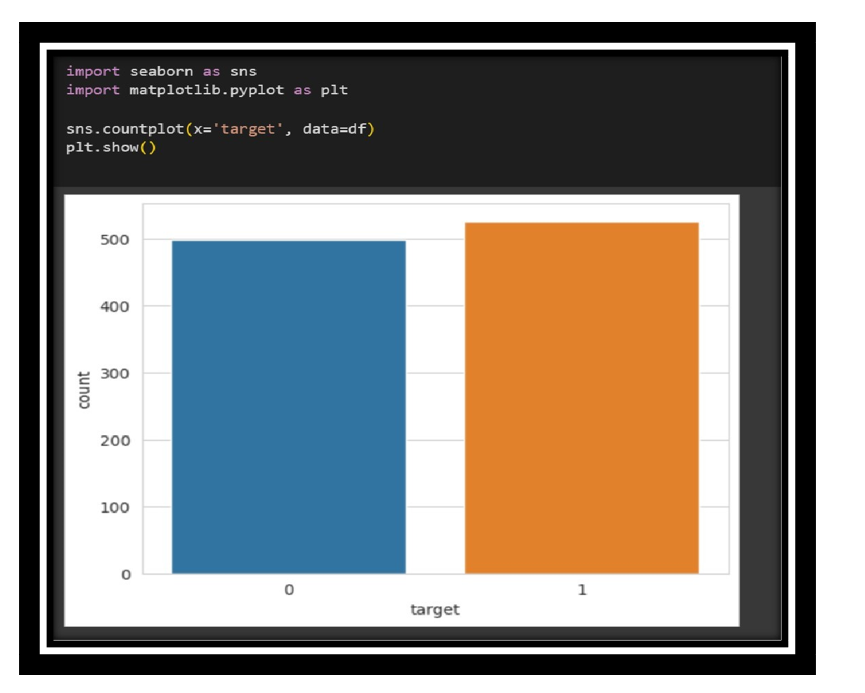 import seaborn as sns
import matplotlib.pyplot as plt
sns.countplot(x='target', data=df)
plt.show()
500
400
300
200
100
0
count
0 1
target